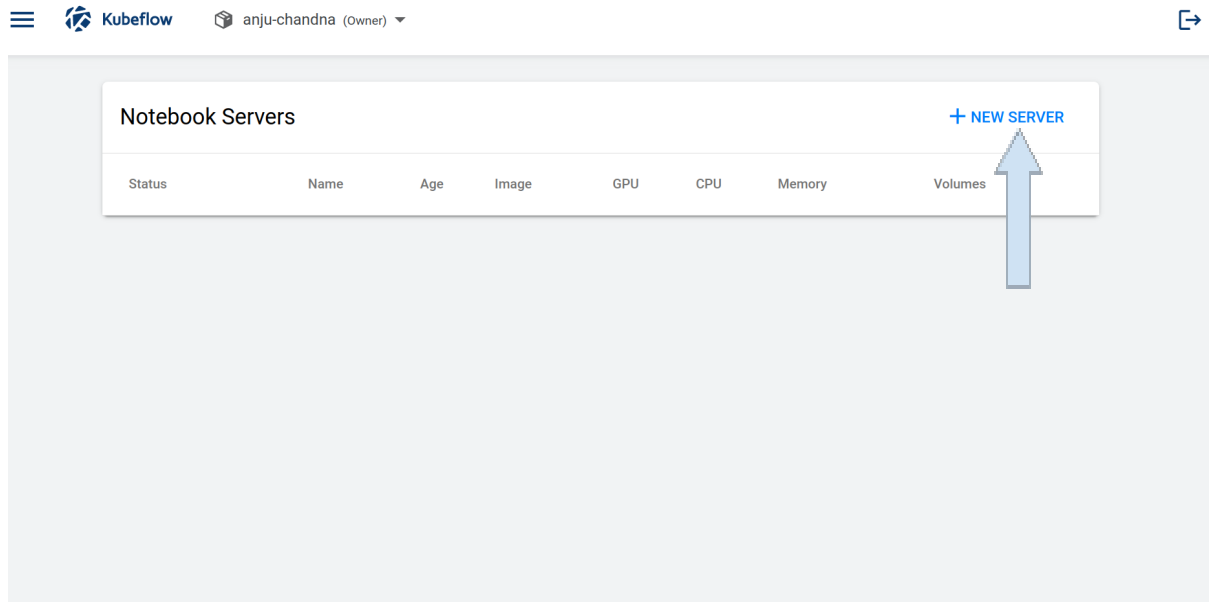 Kubeflow anju-chandna (Owner)
Notebook Servers
+ NEW SERVER
Status Name Age Image GPU CPU Memory Volumes